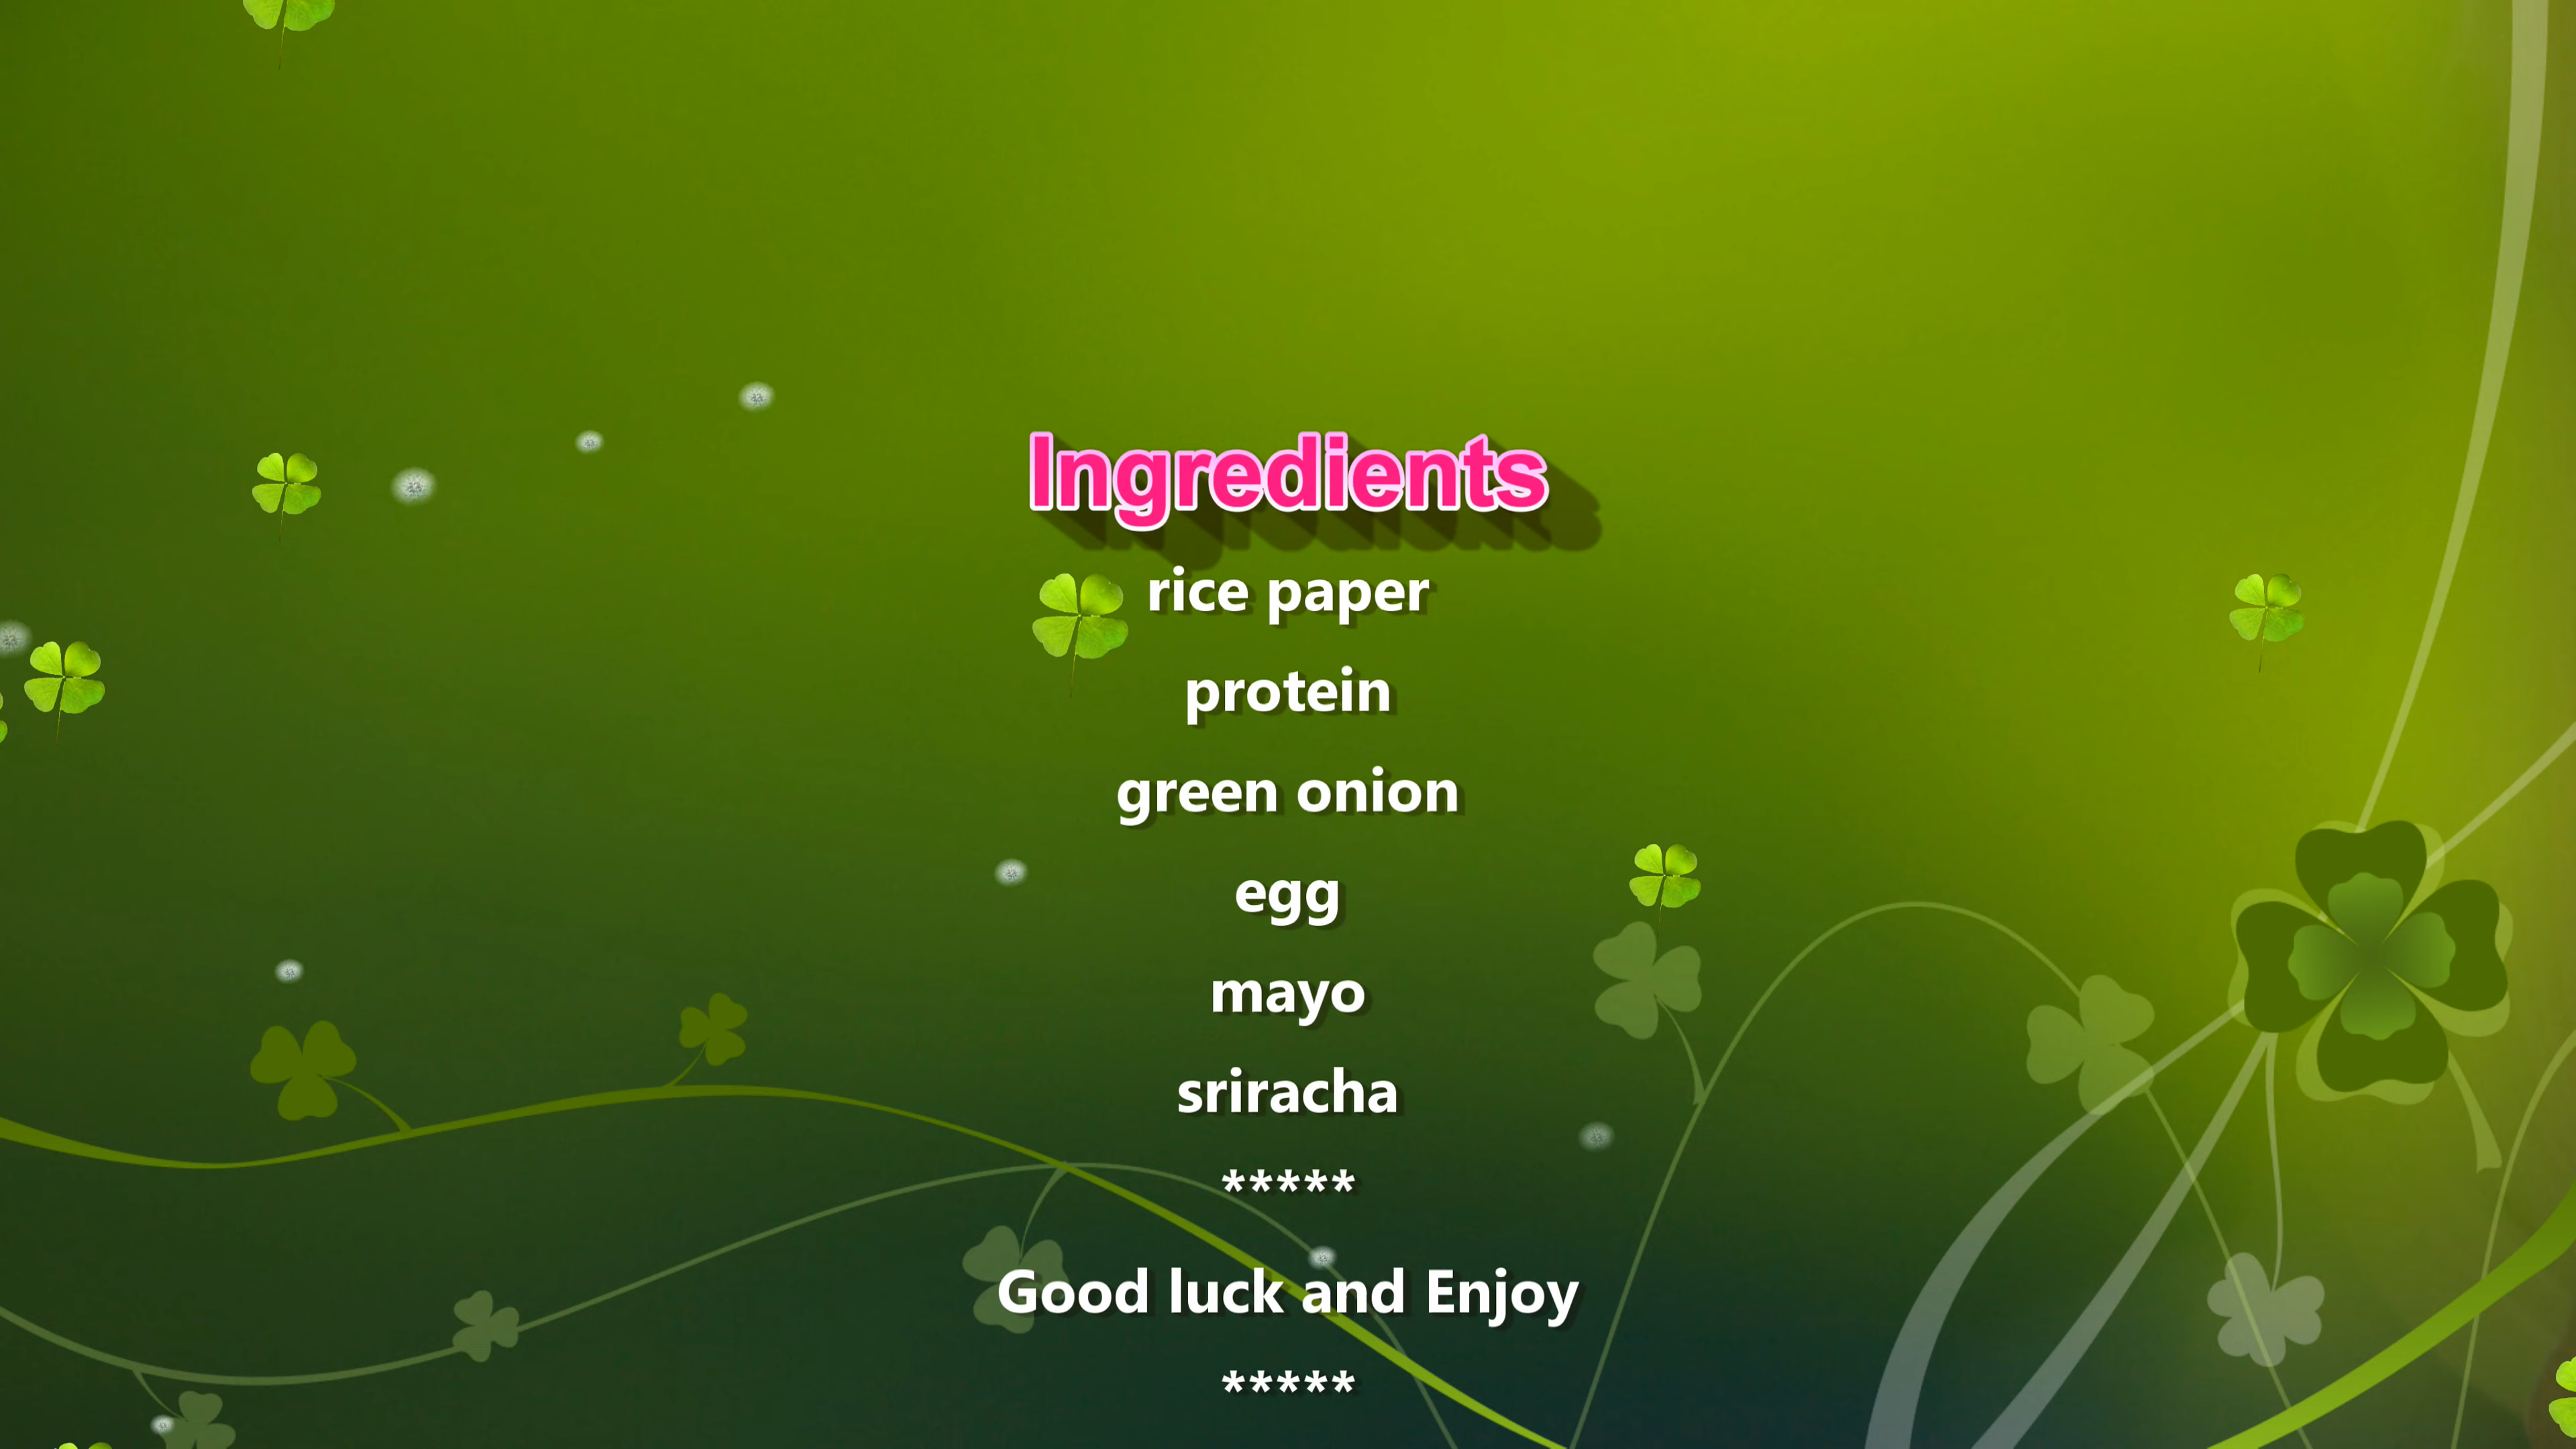 Ingredients
rice paper
protein
green onion
egg
mayo
sriracha
*****
Good luck and Enjoy
*****